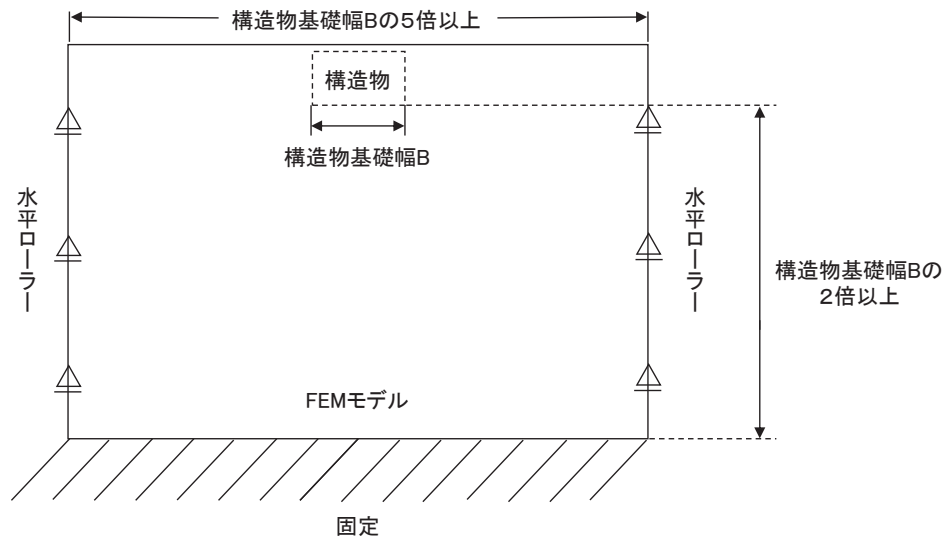 構造物基礎幅Bの5倍以上
構造物
構造物基礎幅B
水平ローラー
水平ローラー
構造物基礎幅Bの
2倍以上
FEMモデル
固定